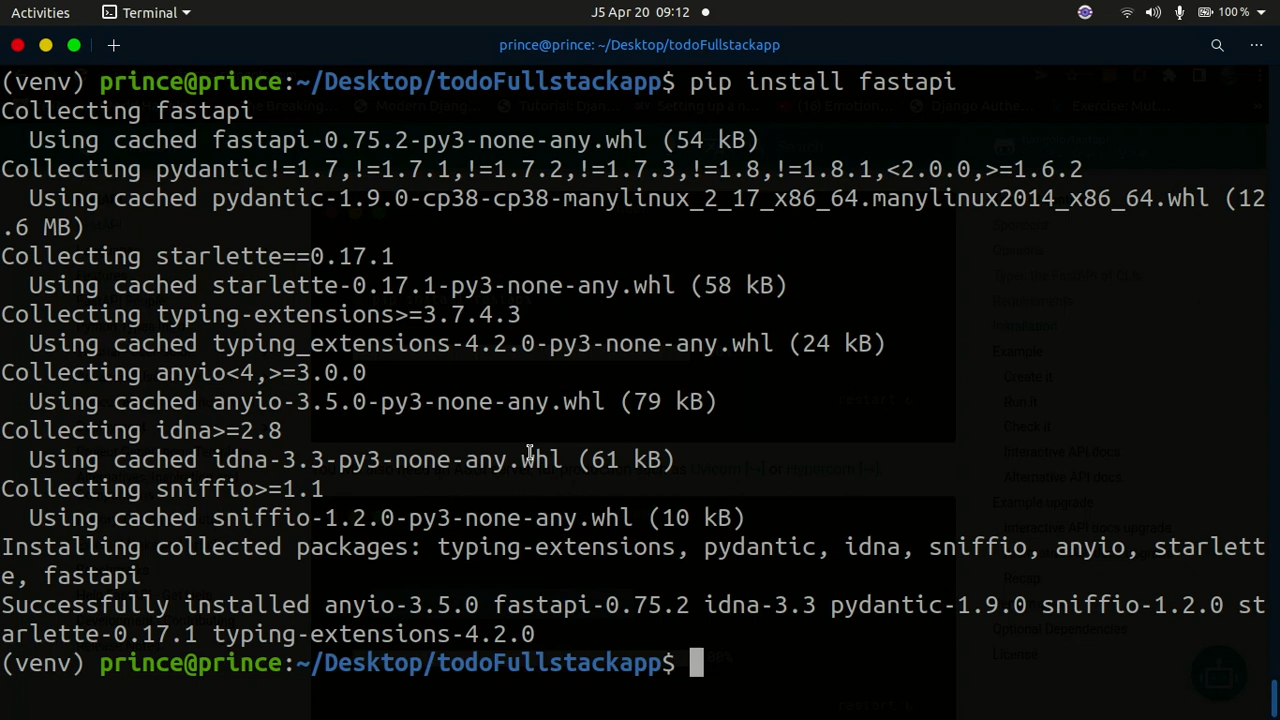 Activities
Terminal
J5 Apr 20 09:12
100 %
prince@prince: ~/Desktop/todoFullstackapp
(venv) prince@prince:~/Desktop/todoFullstackapp$ pip install fastapi
Collecting fastapi
Using cached fastapi-0.75.2-py3-none-any.whl (54 kB)
Collecting pydantic!=1.7,!=1.7.1,!=1.7.2,!=1.7.3,!=1.8,!=1.8.1,<2.0.0,>=1.6.2
Using cached pydantic-1.9.0-cp38-cp38-manylinux_2_17_x86_64.manylinux2014_x86_64.whl (12
.6 MB)
Collecting starlette==0.17.1
Using cached starlette-0.17.1-py3-none-any.whl (58 kB)
Collecting typing-extensions>=3.7.4.3
Using cached typing_extensions-4.2.0-py3-none-any.whl (24 kB)
Collecting anyio<4,>=3.0.0
Using cached anyio-3.5.0-py3-none-any.whl (79 kB)
Collecting idna>=2.8
Using cached idna-3.3-py3-none-any.whl (61 kB)
Collecting sniffio>=1.1
Using cached sniffio-1.2.0-py3-none-any.whl (10 kB)
Installing collected packages: typing-extensions, pydantic, idna, sniffio, anyio, starlett
e, fastapi
Successfully installed anyio-3.5.0 fastapi-0.75.2 idna-3.3 pydantic-1.9.0 sniffio-1.2.0 st
arlette-0.17.1 typing-extensions-4.2.0
(venv) prince@prince:~/Desktop/todoFullstackapp$